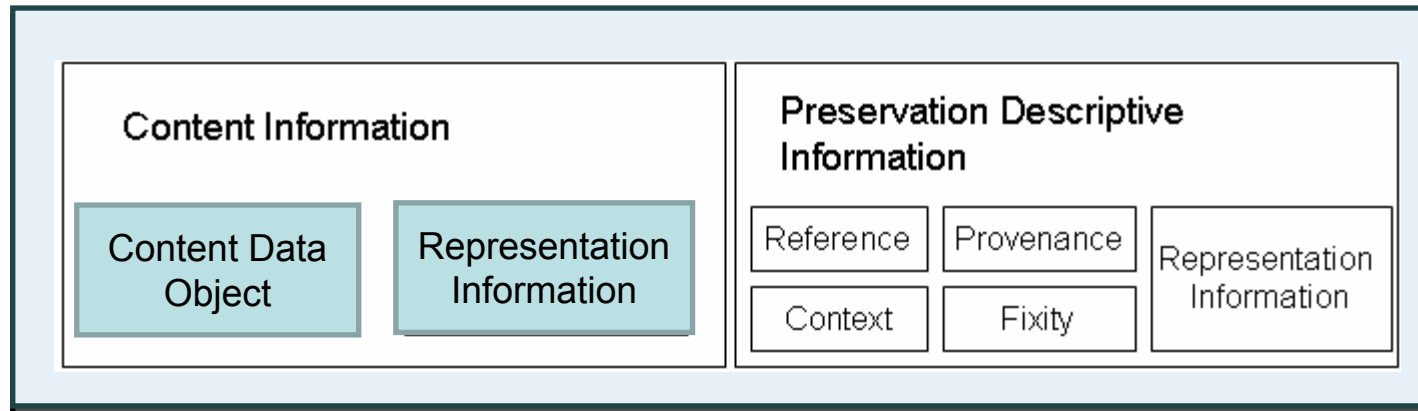 Content Information
Content Data
Object
Representation
Information
Preservation Descriptive
Information
Reference
Provenance
Context
Fixity
Representation
Information